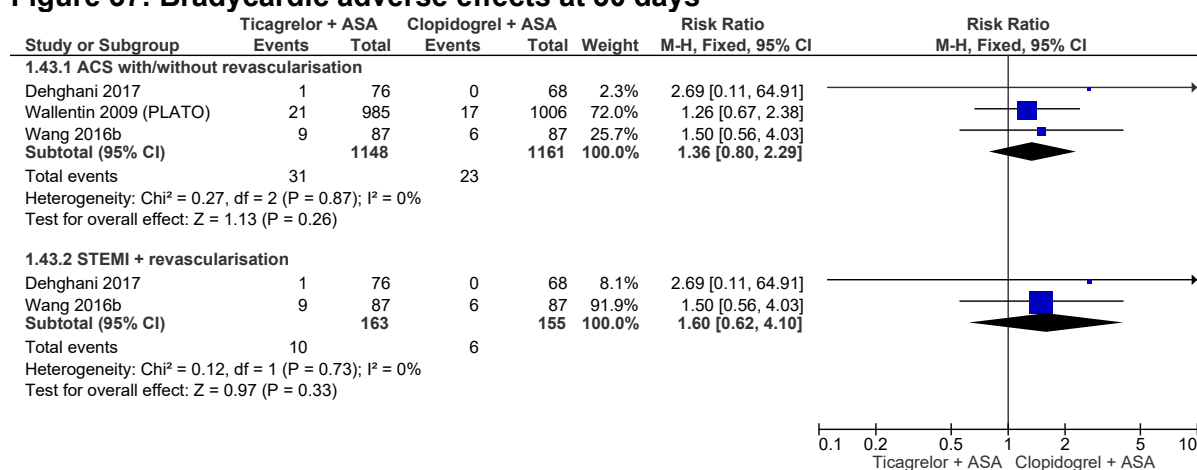 Ticagrelor + ASA Clopidogrel + ASA Risk Ratio Risk Ratio
Study or Subgroup Events Total Events Total Weight M-H, Fixed, 95% CI M-H, Fixed, 95% CI
1.43.1 ACS with/without revascularisation
Dehghani 2017 1 76 0 68 2.3% 2.69 [0.11, 64.91]
Wallentin 2009 (PLATO) 21 985 17 1006 72.0% 1.26 [0.67, 2.38]
Wang 2016b 9 87 6 87 25.7% 1.50 [0.56, 4.03]
Subtotal (95% CI) 1148 1161 100.0% 1.36 [0.80, 2.29]
Total events 31 23
Heterogeneity: Chi² = 0.27, df = 2 (P = 0.87); I² = 0%
Test for overall effect: Z = 1.13 (P = 0.26)
1.43.2 STEMI + revascularisation
Dehghani 2017 1 76 0 68 8.1% 2.69 [0.11, 64.91]
Wang 2016b 9 87 6 87 91.9% 1.50 [0.56, 4.03]
Subtotal (95% CI) 163 155 100.0% 1.60 [0.62, 4.10]
Total events 10 6
Heterogeneity: Chi² = 0.12, df = 1 (P = 0.73); I² = 0%
Test for overall effect: Z = 0.97 (P = 0.33)
0.1 0.2 0.5 1 2 5 10
Ticagrelor + ASA Clopidogrel + ASA